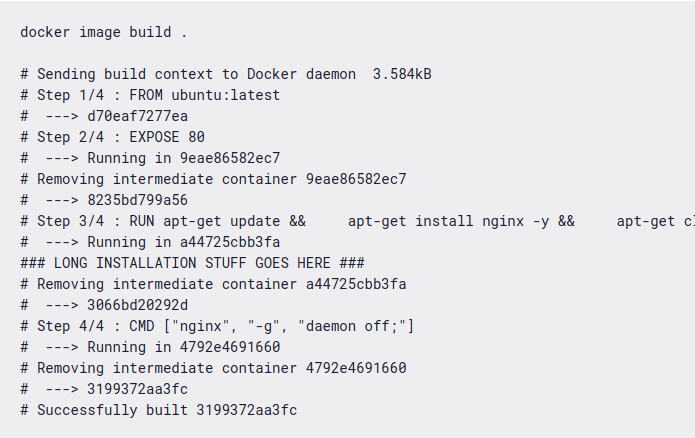 docker image build .
# Sending build context to Docker daemon  3.584kB
# Step 1/4 : FROM ubuntu:latest
#  ---> d70eaf7277ea
# Step 2/4 : EXPOSE 80
#  ---> Running in 9eae86582ec7
# Removing intermediate container 9eae86582ec7
#  ---> 8235bd799a56
# Step 3/4 : RUN apt-get update &&     apt-get install nginx -y &&     apt-get cl
#  ---> Running in a44725cbb3fa
### LONG INSTALLATION STUFF GOES HERE ###
# Removing intermediate container a44725cbb3fa
#  ---> 3066bd20292d
# Step 4/4 : CMD ["nginx", "-g", "daemon off;"]
#  ---> Running in 4792e4691660
# Removing intermediate container 4792e4691660
#  ---> 3199372aa3fc
# Successfully built 3199372aa3fc